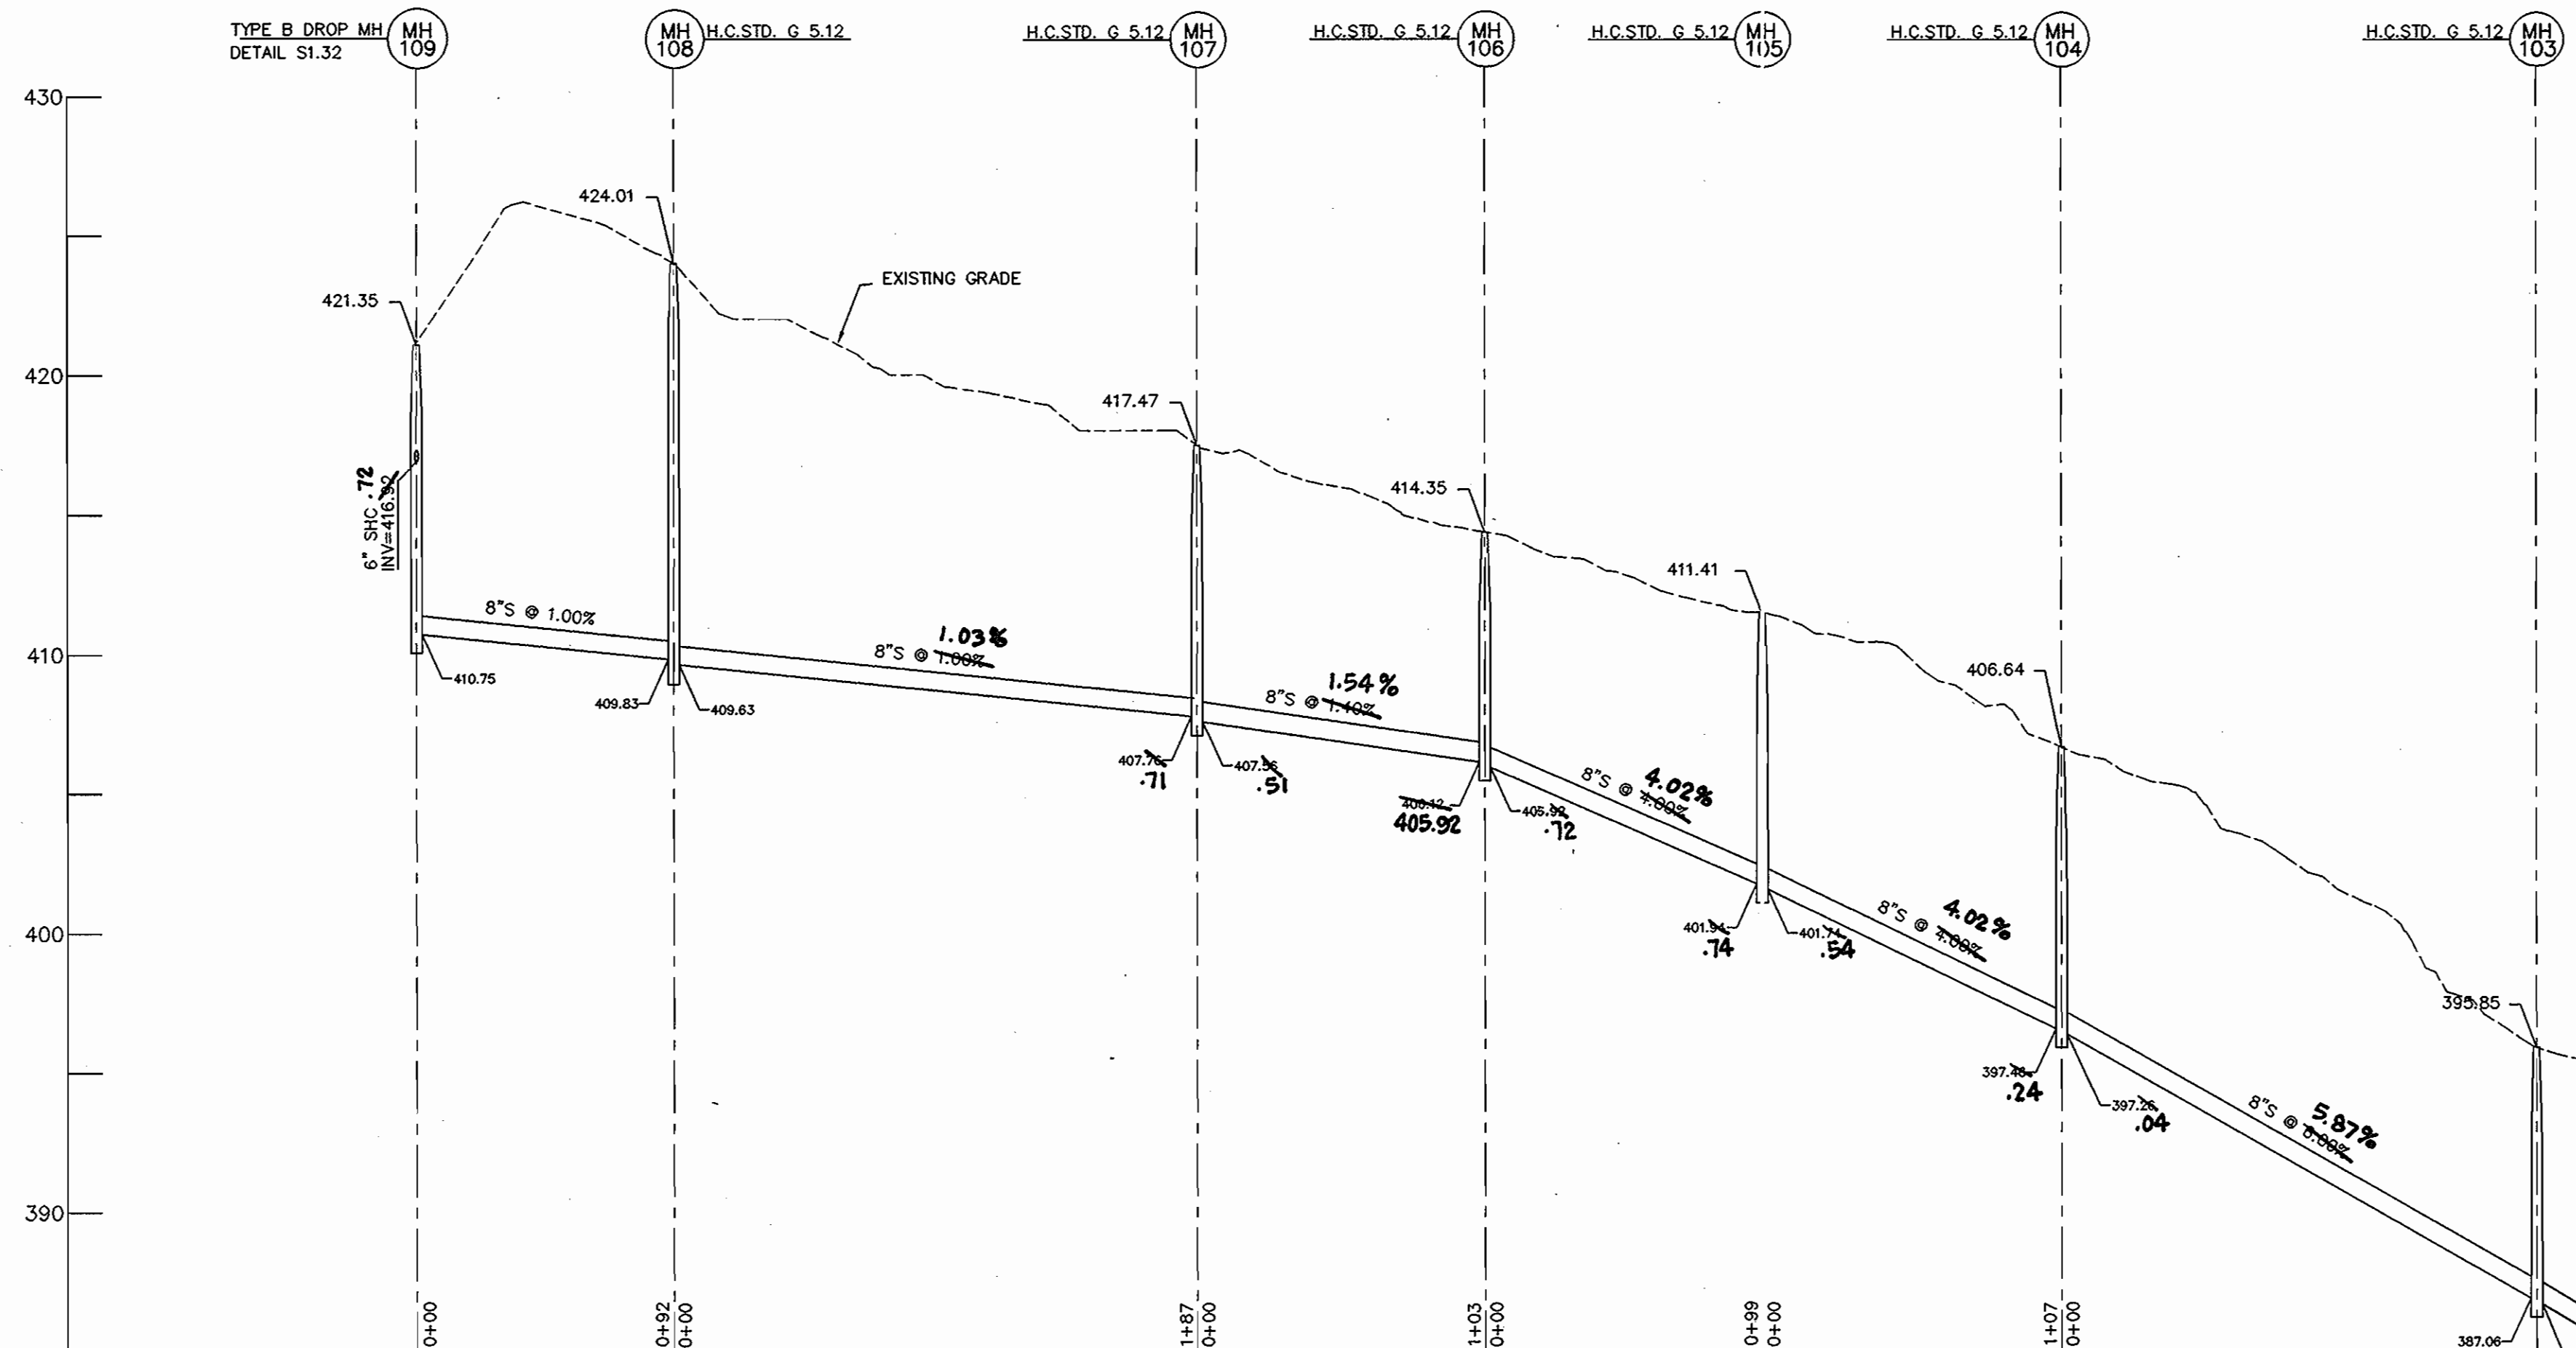 TYPE B DROP MH
DETAIL S1.32
MH
109
MH
108
H.C.STD. G 5.12
H.C.STD. G 5.12
MH
107
H.C.STD. G 5.12
MH
106
H.C.STD. G 5.12
MH
105
H.C.STD. G 5.12
MH
104
H.C.STD. G 5.12
MH
103
430
424.01
EXISTING GRADE
421.35
420
417.47
414.35
411.41
406.64
395.85
6" SHC .72
INV=416.92
8"S @ 1.00%
1.03%
8"S @ 1.00%
410
410.75
409.83
409.63
1.54%
8"S @ 1.40%
407.76
.71
407.56
.51
406.12
405.92
405.92
.72
4.02%
8"S @ 4.00%
401.94
.74
401.74
.54
4.02%
8"S @ 4.00%
400
397.46
.24
397.26
.04
5.87%
8"S @ 6.00%
390
387.06
0+00
0+92
0+00
1+87
0+00
1+03
0+00
0+99
0+00
1+07
0+00